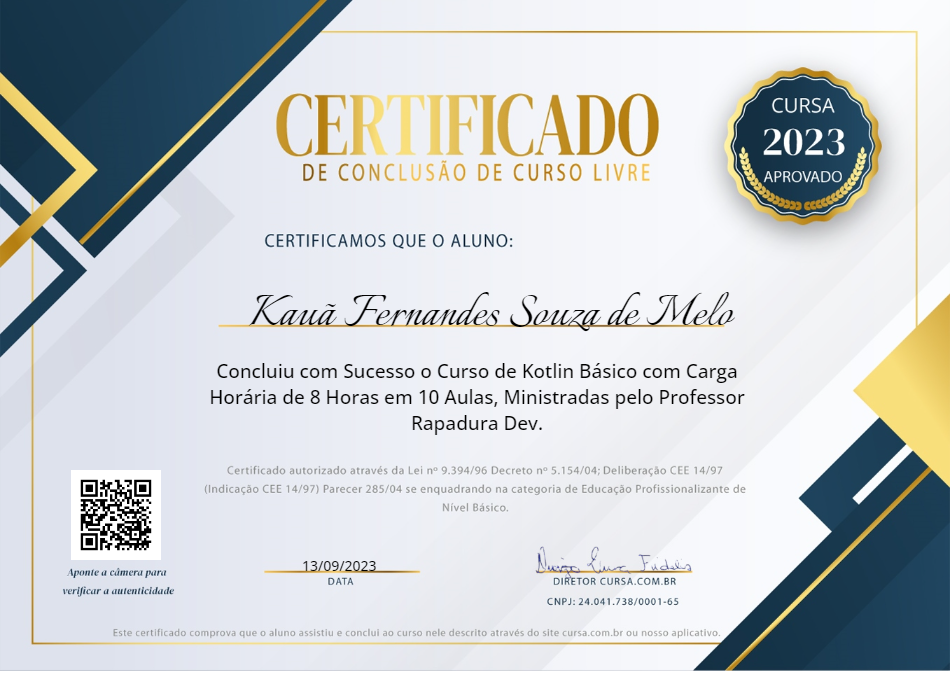 CERTIFICADO
DE CONCLUSÃO DE CURSO LIVRE
CURSA
2023
APROVADO
CERTIFICAMOS QUE O ALUNO:
Kauã Fernandes Souza de Melo
Concluiu com Sucesso o Curso de Kotlin Básico com Carga
Horária de 8 Horas em 10 Aulas, Ministradas pelo Professor
Rapadura Dev.
Certificado autorizado através da Lei nº 9.394/96 Decreto nº 5.154/04; Deliberação CEE 14/97
(Indicação CEE 14/97) Parecer 285/04 se enquadrando na categoria de Educação Profissionalizante de
Nível Básico.
Aponte a câmera para
verificar a autenticidade
13/09/2023
DATA
DIRETOR CURSA.COM.BR
CNPJ: 24.041.738/0001-65
Este certificado comprova que o aluno assistiu e conclui ao curso nele descrito através do site cursa.com.br ou nosso aplicativo.